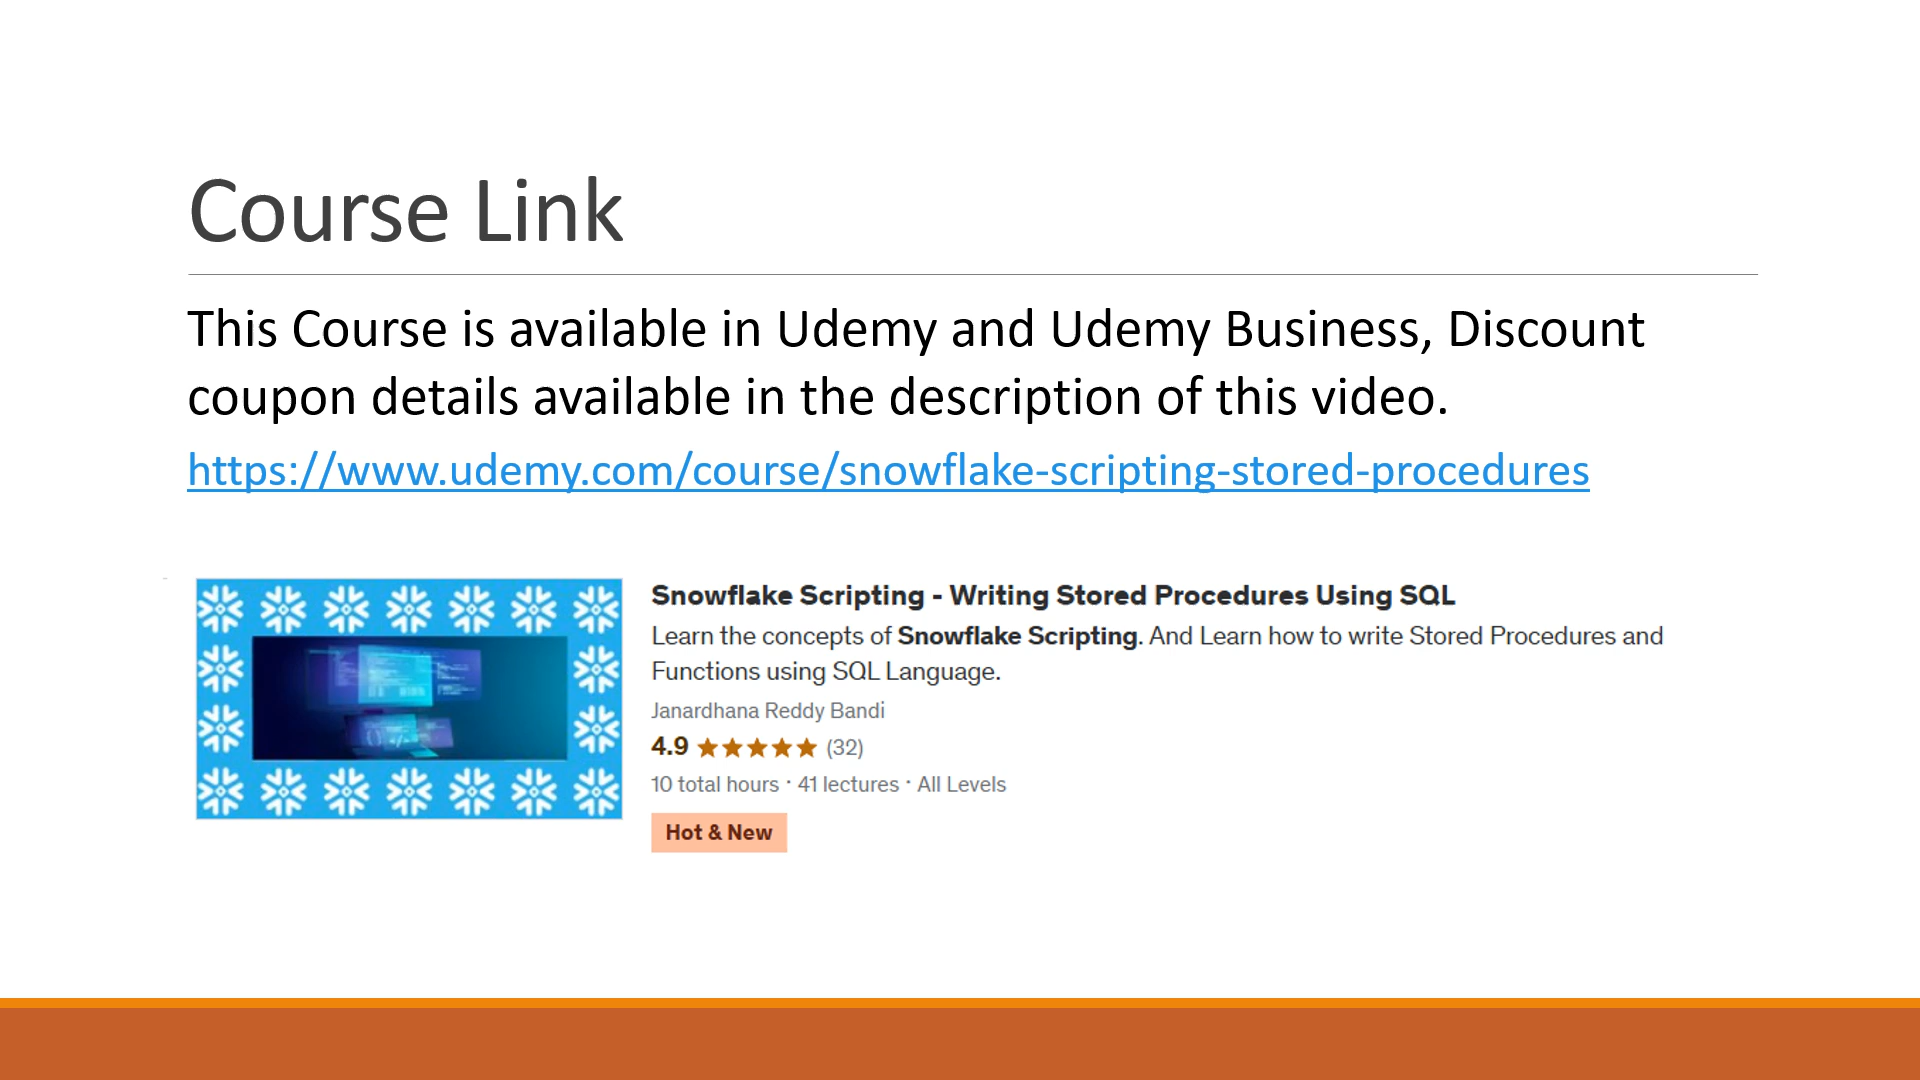 Course Link
This Course is available in Udemy and Udemy Business, Discount
coupon details available in the description of this video.
https://www.udemy.com/course/snowflake-scripting-stored-procedures
Snowflake Scripting - Writing Stored Procedures Using SQL
Learn the concepts of Snowflake Scripting. And Learn how to write Stored Procedures and
Functions using SQL Language.
Janardhana Reddy Bandi
4.9 ★★★★★ (32)
10 total hours · 41 lectures · All Levels
Hot & New